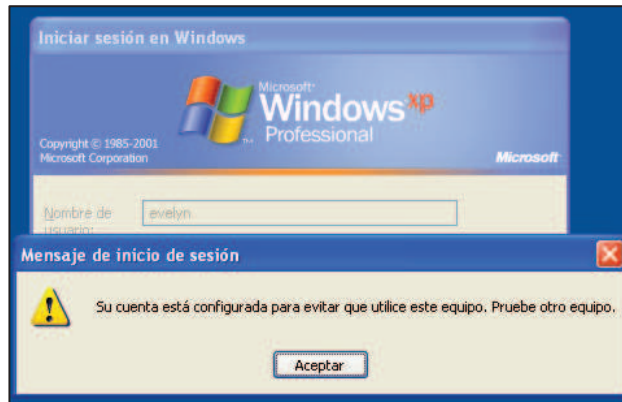 Iniciar sesión en Windows
Microsoft®
Windows xp
Professional
Copyright © 1985-2001
Microsoft Corporation
Microsoft
Nombre de
usuario:
evelyn
Mensaje de inicio de sesión
Su cuenta está configurada para evitar que utilice este equipo. Pruebe otro equipo.
Aceptar